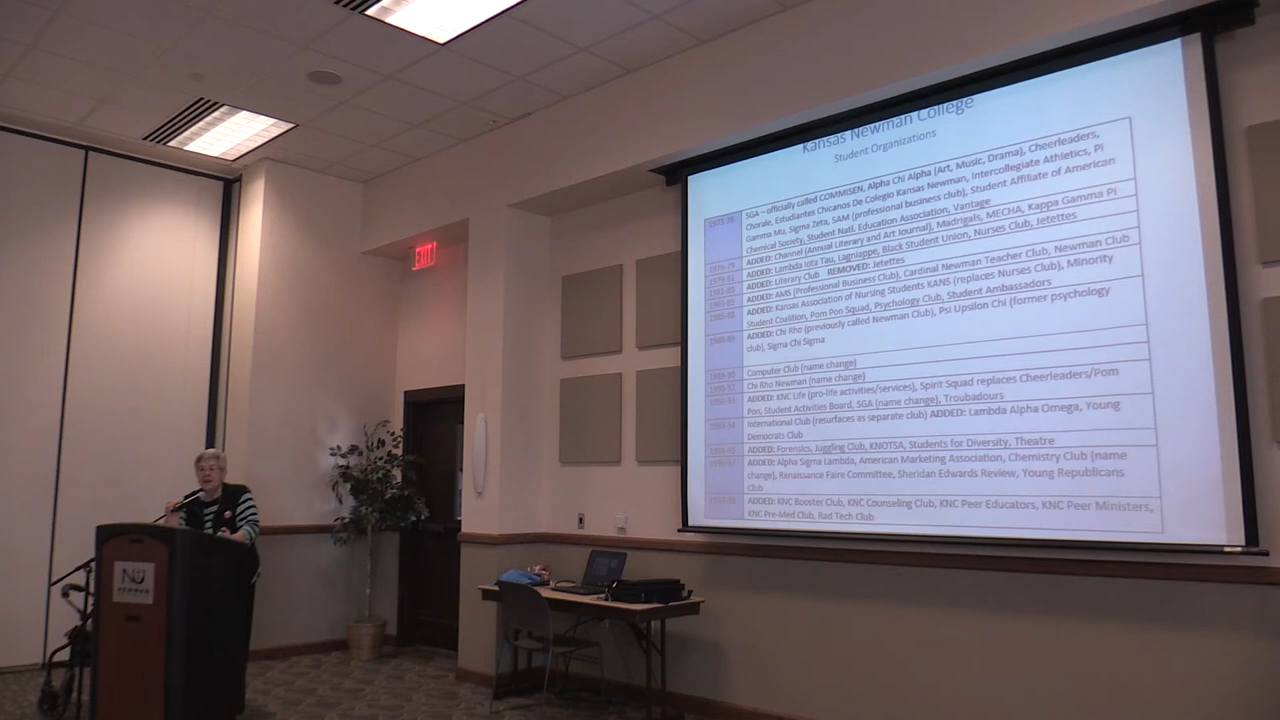 Kansas Newman College
Student Organizations
SGA – officially called COMMISEN, Alpha Chi Alpha (Art, Music, Drama), Cheerleaders,
Chorale, Estudiantes Chicanos De Colegio Kansas Newman, Intercollegiate Athletics, Pi
Gamma Mu, Sigma Zeta, SAM (professional business club), Student Affiliate of American
Chemical Society, Student Natl. Education Association, Vantage
ADDED: Channel (Annual Literary and Art Journal), Madrigals, MECHA, Kappa Gamma Pi
ADDED: Lambda Iota Tau, Lagniappe, Black Student Union, Nurses Club, Jetettes
ADDED: Literary Club REMOVED: Jetettes
ADDED: AMS (Professional Business Club), Cardinal Newman Teacher Club, Newman Club
ADDED: Kansas Association of Nursing Students KANS (replaces Nurses Club), Minority
Student Coalition, Pom Pon Squad, Psychology Club, Student Ambassadors
ADDED: Chi Rho (previously called Newman Club), Psi Upsilon Chi (former psychology
club), Sigma Chi Sigma
Computer Club (name change)
Chi Rho Newman (name change)
ADDED: KNC Life (pro-life activities/services), Spirit Squad replaces Cheerleaders/Pom
Pon, Student Activities Board, SGA (name change), Troubadours
International Club (resurfaces as separate club) ADDED: Lambda Alpha Omega, Young
Democrats Club
ADDED: Forensics, Juggling Club, KNOTSA, Students for Diversity, Theatre
ADDED: Alpha Sigma Lambda, American Marketing Association, Chemistry Club (name
change), Renaissance Faire Committee, Sheridan Edwards Review, Young Republicans
Club
ADDED: KNC Booster Club, KNC Counseling Club, KNC Peer Educators, KNC Peer Ministers,
KNC Pre-Med Club, Rad Tech Club
EXIT
NU
NEWMAN